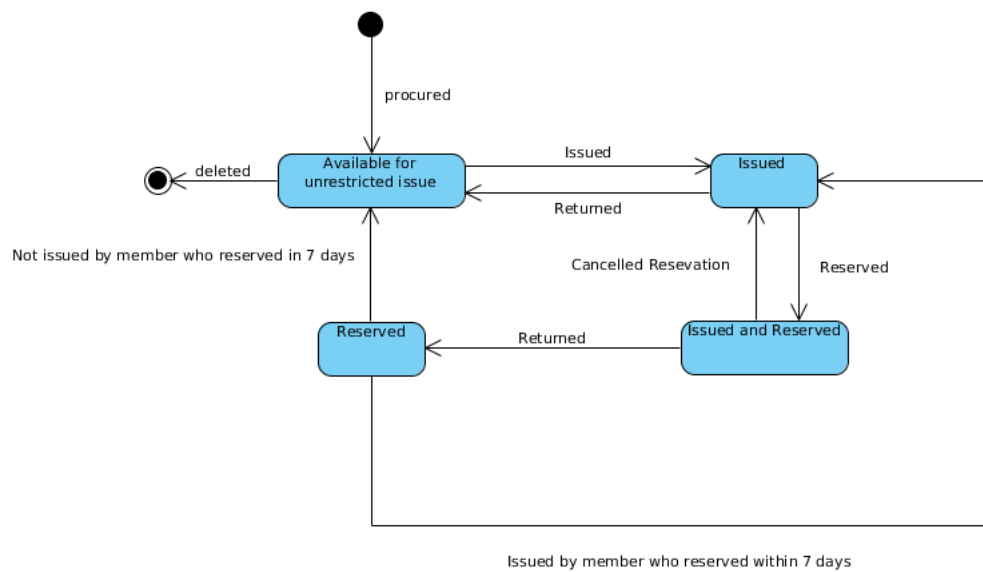 procured
Available for
unrestricted issue
Issued
Issued
deleted
Returned
Not issued by member who reserved in 7 days
Cancelled Resevation
Reserved
Reserved
Issued and Reserved
Returned
Issued by member who reserved within 7 days